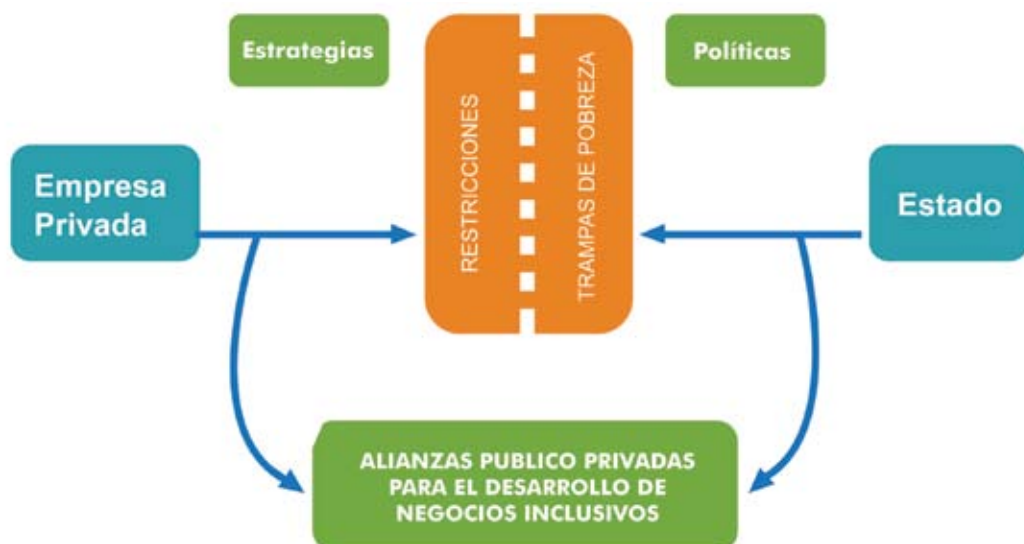 Estrategias
Políticas
Empresa
Privada
RESTRICCIONES
TRAMPAS DE POBREZA
Estado
ALIANZAS PUBLICO PRIVADAS
PARA EL DESARROLLO DE
NEGOCIOS INCLUSIVOS